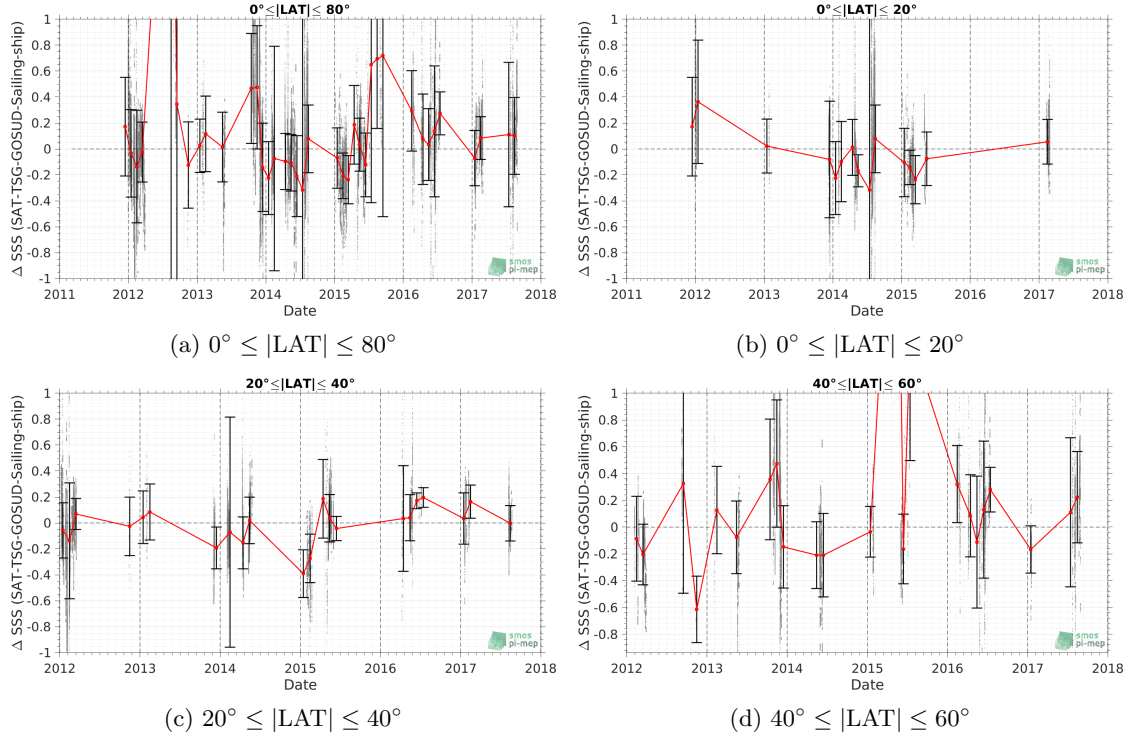 0°≤|LAT|≤ 80°
Δ SSS (SAT-TSG-GOSUD-Sailing-ship)
1
0.8
0.6
0.4
0.2
0
-0.2
-0.4
-0.6
-0.8
-1
smos
pi-mep
2011 2012 2013 2014 2015 2016 2017 2018
Date
(a) 0° ≤ |LAT| ≤ 80°
0°≤|LAT|≤ 20°
Δ SSS (SAT-TSG-GOSUD-Sailing-ship)
1
0.8
0.6
0.4
0.2
0
-0.2
-0.4
-0.6
-0.8
-1
smos
pi-mep
2011 2012 2013 2014 2015 2016 2017 2018
Date
(b) 0° ≤ |LAT| ≤ 20°
20°≤|LAT|≤ 40°
Δ SSS (SAT-TSG-GOSUD-Sailing-ship)
1
0.8
0.6
0.4
0.2
0
-0.2
-0.4
-0.6
-0.8
-1
smos
pi-mep
2012 2013 2014 2015 2016 2017 2018
Date
(c) 20° ≤ |LAT| ≤ 40°
40°≤|LAT|≤ 60°
Δ SSS (SAT-TSG-GOSUD-Sailing-ship)
1
0.8
0.6
0.4
0.2
0
-0.2
-0.4
-0.6
-0.8
smos
pi-mep
2012 2013 2014 2015 2016 2017 2018
Date
(d) 40° ≤ |LAT| ≤ 60°